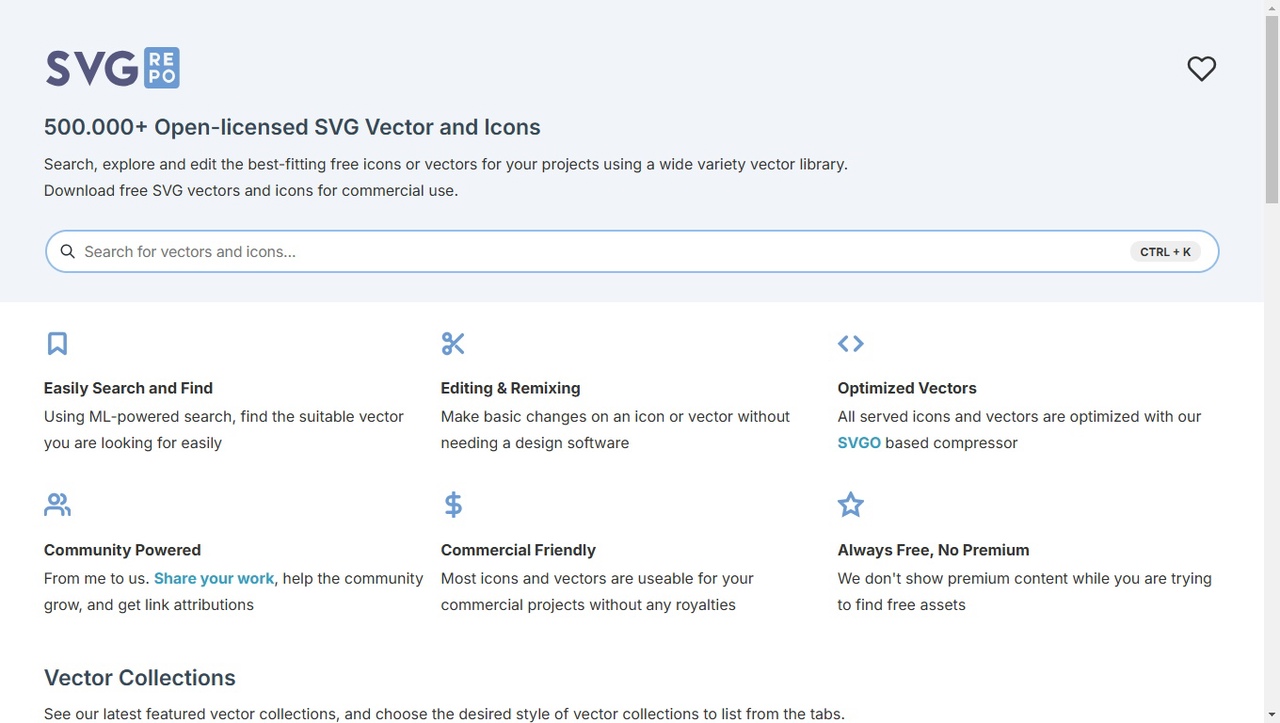 SVG RE PO
500.000+ Open-licensed SVG Vector and Icons
Search, explore and edit the best-fitting free icons or vectors for your projects using a wide variety vector library.
Download free SVG vectors and icons for commercial use.
Search for vectors and icons...
CTRL + K
Easily Search and Find
Using ML-powered search, find the suitable vector
you are looking for easily
Editing & Remixing
Make basic changes on an icon or vector without
needing a design software
Optimized Vectors
All served icons and vectors are optimized with our
SVGO based compressor
Community Powered
From me to us. Share your work, help the community
grow, and get link attributions
Commercial Friendly
Most icons and vectors are useable for your
commercial projects without any royalties
Always Free, No Premium
We don't show premium content while you are trying
to find free assets
Vector Collections
See our latest featured vector collections, and choose the desired style of vector collections to list from the tabs.